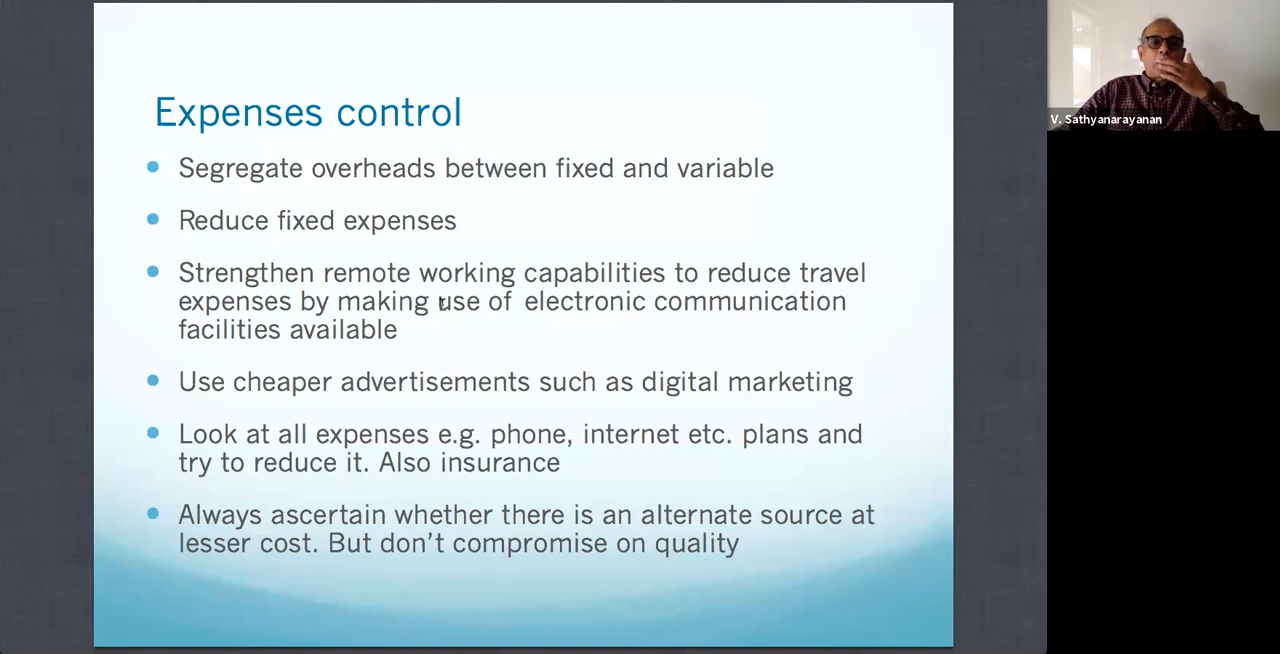 Expenses control
Segregate overheads between fixed and variable
Reduce fixed expenses
Strengthen remote working capabilities to reduce travel
expenses by making use of electronic communication
facilities available
Use cheaper advertisements such as digital marketing
Look at all expenses e.g. phone, internet etc. plans and
try to reduce it. Also insurance
Always ascertain whether there is an alternate source at
lesser cost. But don't compromise on quality
V. Sathyanarayanan